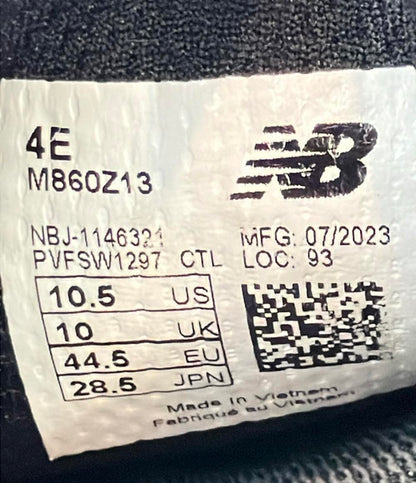 4E
NB
M860Z13
NBJ-1146321
MFG: 07/2023
PVFSW1297 CTL
LOC: 93
10.5 US
10 UK
44.5 EU
28.5 JPN
Made in Vietnam
Fabriqué au Vietnam